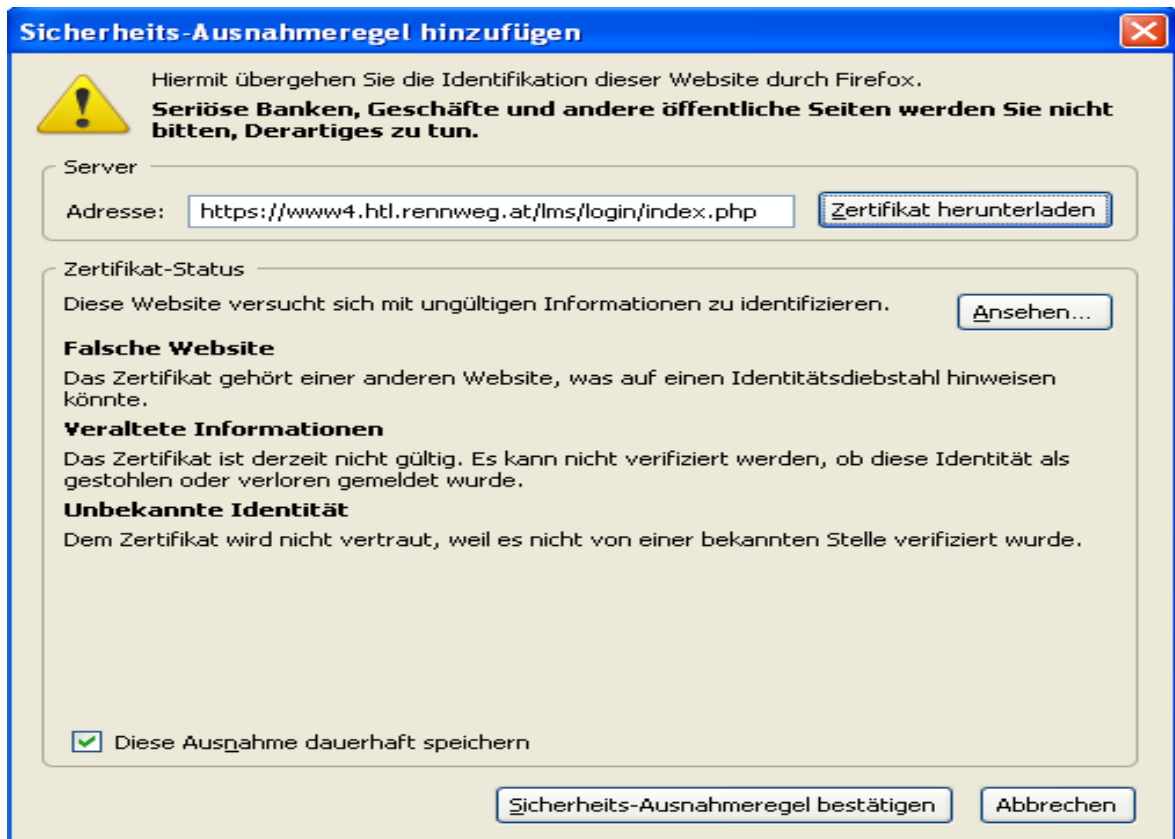 Sicherheits-Ausnahmeregel hinzufügen
Hiermit übergehen Sie die Identifikation dieser Website durch Firefox.
Seriöse Banken, Geschäfte und andere öffentliche Seiten werden Sie nicht
bitten, Derartiges zu tun.
Server
Adresse: https://www4.htl.rennweg.at/lms/login/index.php Zertifikat herunterladen
Zertifikat-Status
Diese Website versucht sich mit ungültigen Informationen zu identifizieren. Ansehen...
Falsche Website
Das Zertifikat gehört einer anderen Website, was auf einen Identitätsdiebstahl hinweisen
könnte.
Veraltete Informationen
Das Zertifikat ist derzeit nicht gültig. Es kann nicht verifiziert werden, ob diese Identität als
gestohlen oder verloren gemeldet wurde.
Unbekannte Identität
Dem Zertifikat wird nicht vertraut, weil es nicht von einer bekannten Stelle verifiziert wurde.
Diese Ausnahme dauerhaft speichern
Sicherheits-Ausnahmeregel bestätigen Abbrechen